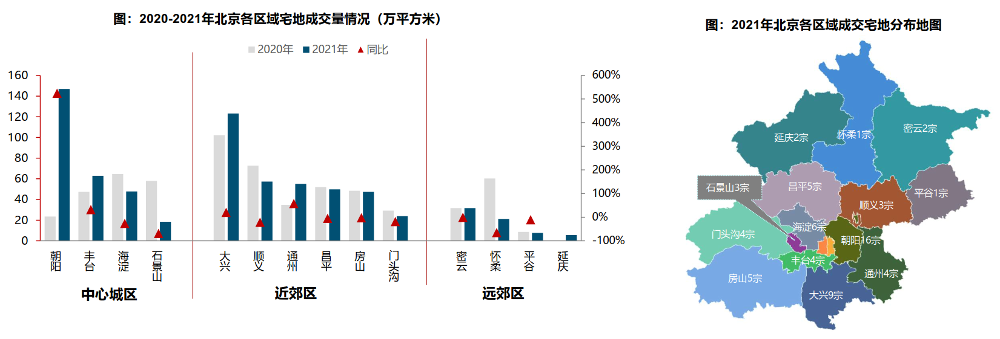 图：2020-2021年北京各区域宅地成交量情况（万平方米）
2020年 2021年 同比
160
140
120
100
80
60
40
20
0
600%
500%
400%
300%
200%
100%
0%
-100%
朝阳
丰台
海淀
石景山
大兴
顺义
通州
昌平
房山
门头沟
密云
怀柔
平谷
延庆
中心城区
近郊区
远郊区
图：2021年北京各区域成交宅地分布地图
密云2宗
怀柔1宗
延庆2宗
石景山3宗
昌平5宗
平谷1宗
顺义3宗
海淀6宗
门头沟4宗
朝阳16宗
丰台4宗
通州4宗
房山5宗
大兴9宗